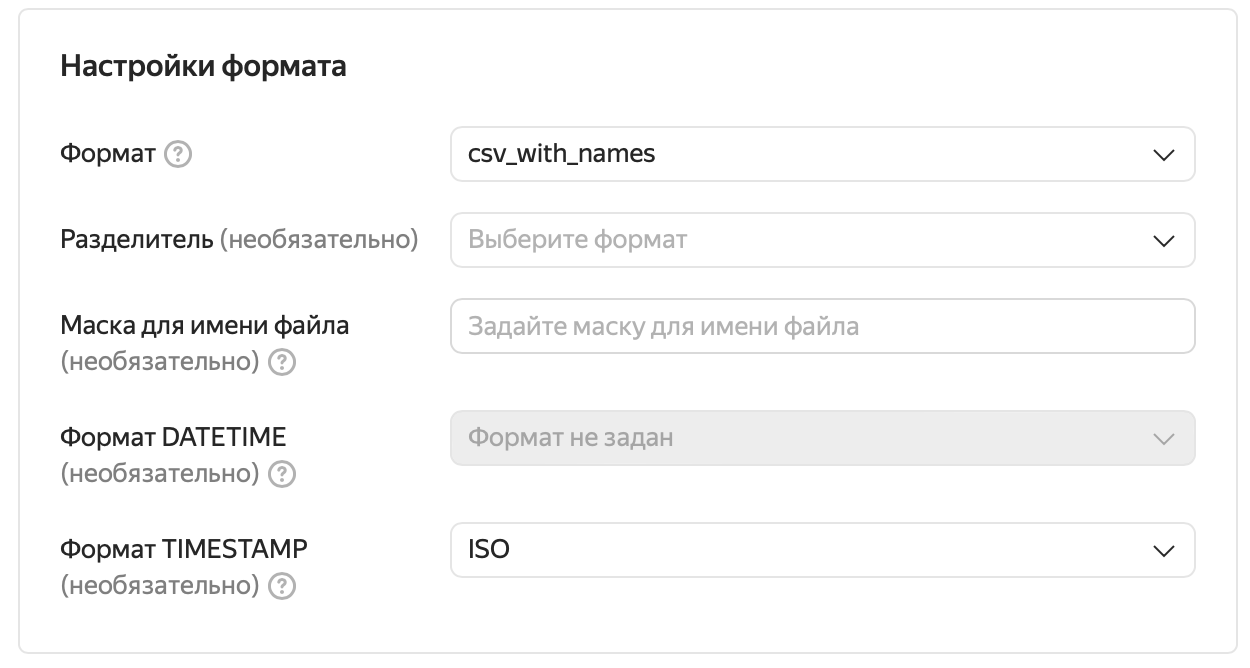 Настройки формата
Формат ?
csv_with_names
Разделитель (необязательно)
Выберите формат
Маска для имени файла
(необязательно) ?
Задайте маску для имени файла
Формат DATETIME
(необязательно) ?
Формат не задан
Формат TIMESTAMP
(необязательно) ?
ISO